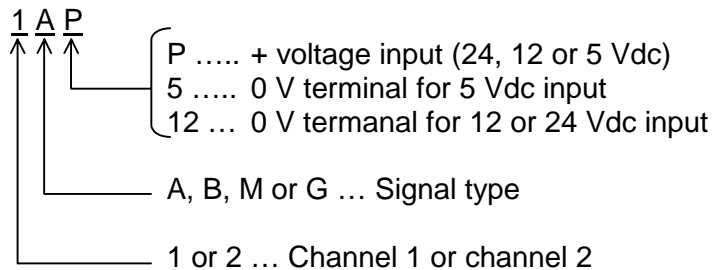 1 A P
P ….. + voltage input (24, 12 or 5 Vdc)
5 ….. 0 V terminal for 5 Vdc input
12 … 0 V termanal for 12 or 24 Vdc input
A, B, M or G … Signal type
1 or 2 … Channel 1 or channel 2